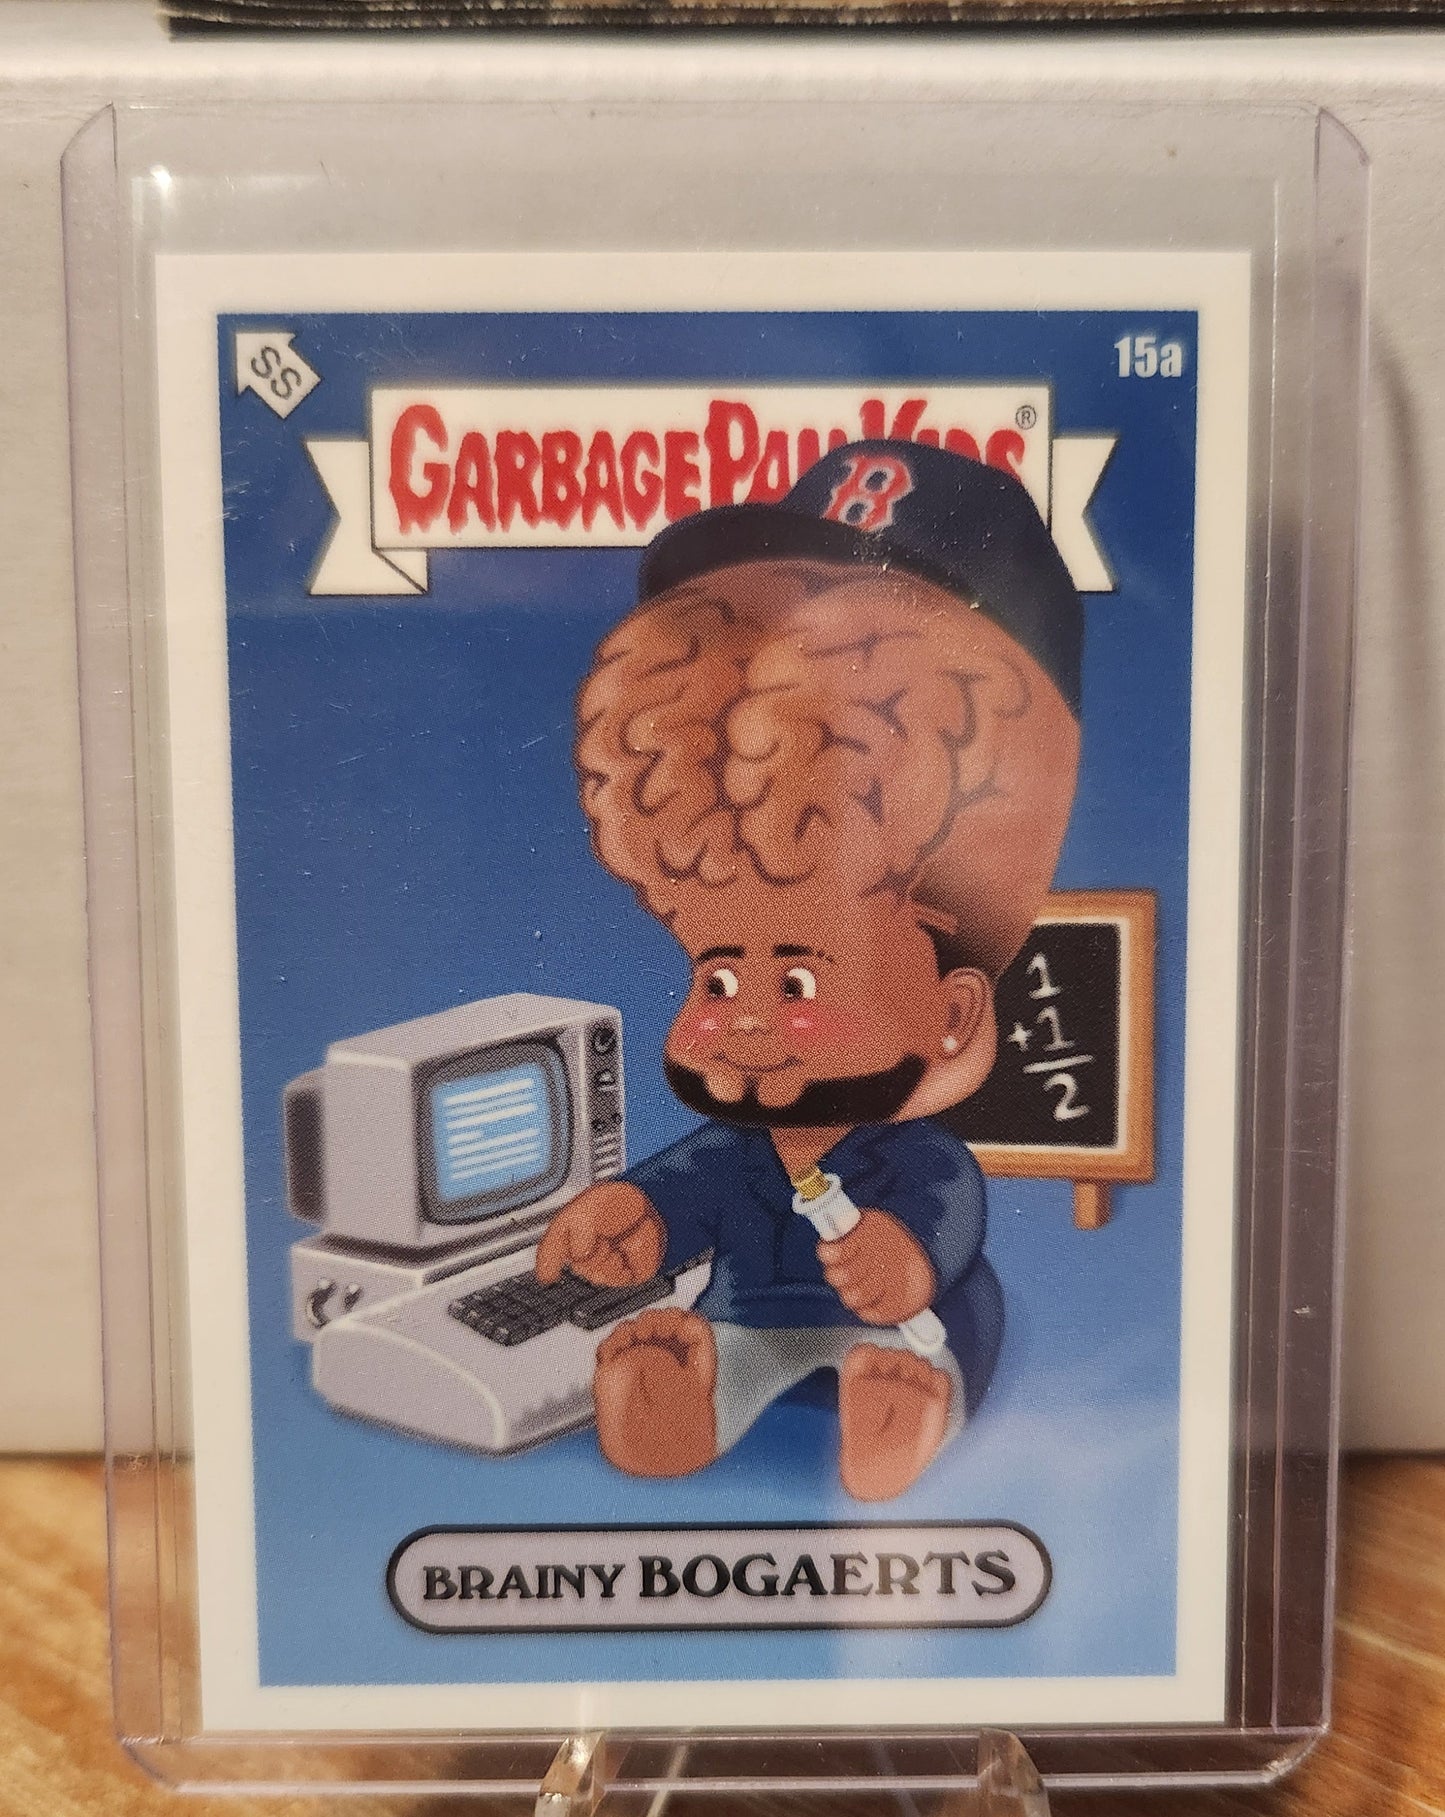 SS
15a
GARBAGE PAIL KIDS®
B
1
+1
2
BRAINY BOGAERTS